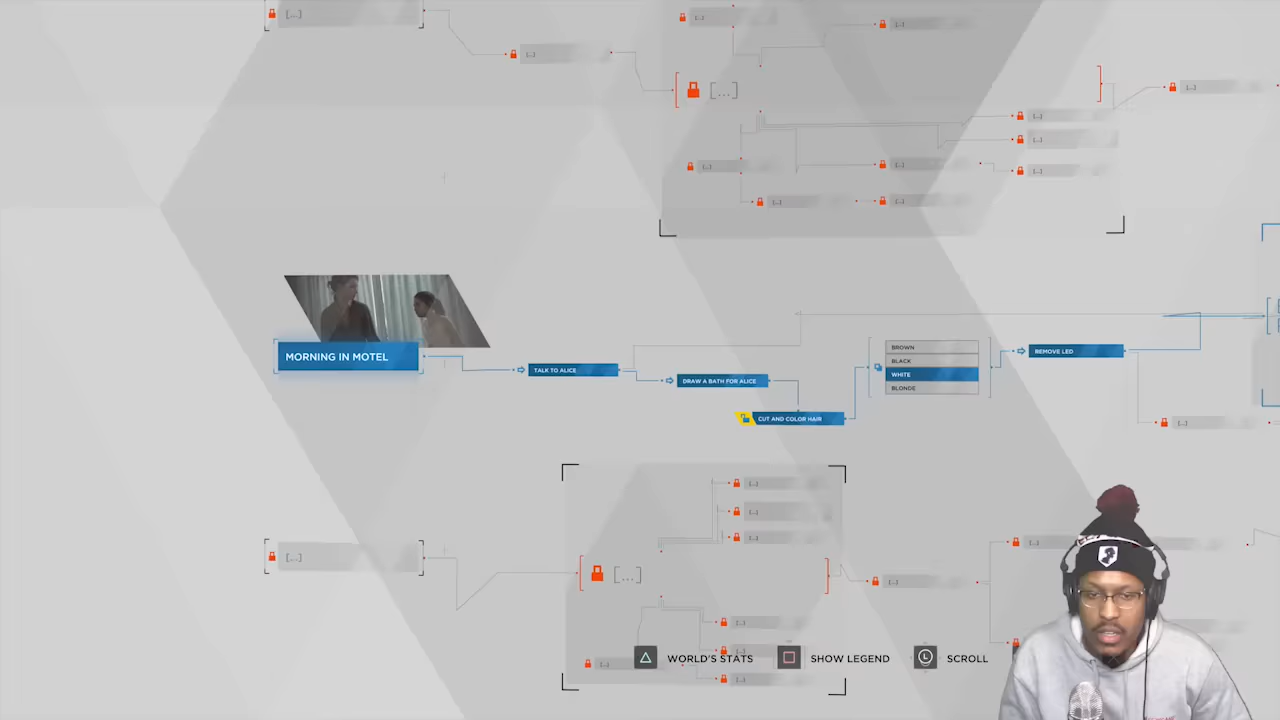 [...]
[...]
[...]
[...]
[...]
[...]
[...]
[...]
[...]
[...]
[...]
[...]
[...]
[...]
MORNING IN MOTEL
TALK TO ALICE
DRAW A BATH FOR ALICE
CUT AND COLOR HAIR
BROWN
BLACK
WHITE
BLONDE
REMOVE LED
[...]
[...]
[...]
[...]
[...]
[...]
[...]
[...]
[...]
[...]
[...]
[...]
WORLD'S STATS
SHOW LEGEND
L
SCROLL